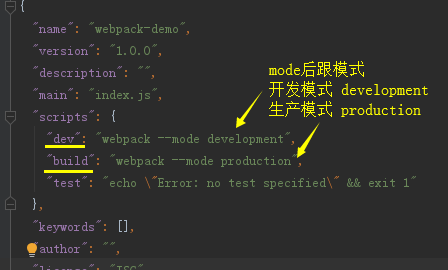 {
"name": "webpack-demo",
"version": "1.0.0",
"description": "",
"main": "index.js",
"scripts": {
"dev": "webpack --mode development",
"build": "webpack --mode production",
"test": "echo \"Error: no test specified\" && exit 1"
},
"keywords": [],
"author": "",
"license": "ISC"
mode后跟模式
开发模式 development
生产模式 production